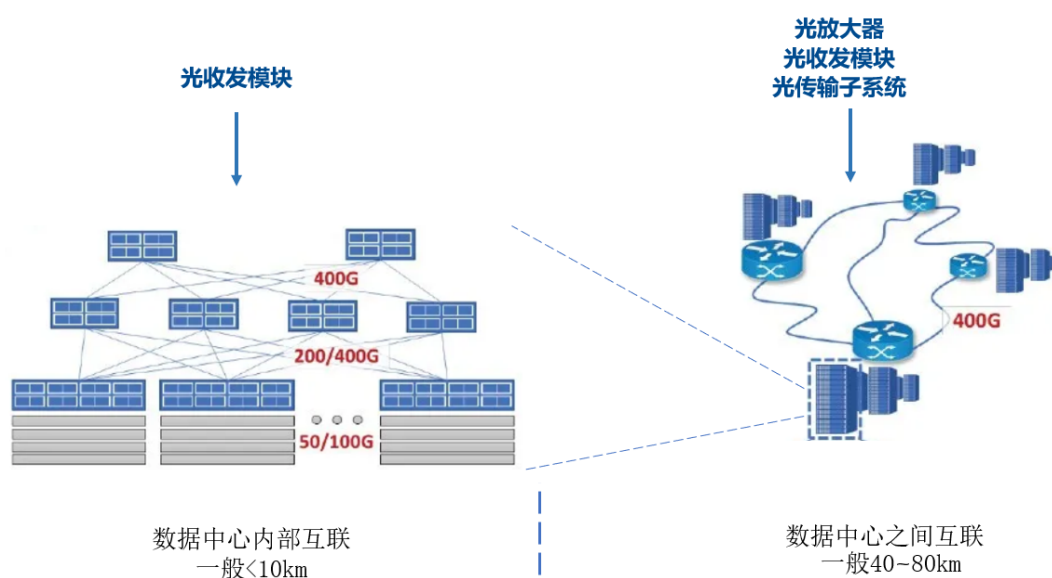 光收发模块
光放大器
光收发模块
光传输子系统
400G
200/400G
50/100G
400G
数据中心内部互联
一般<10km
数据中心之间互联
一般40~80km